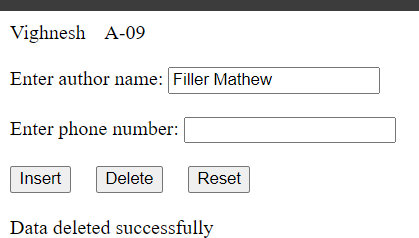 Vighnesh A-09
Enter author name: Filler Mathew
Enter phone number:
Insert Delete Reset
Data deleted successfully